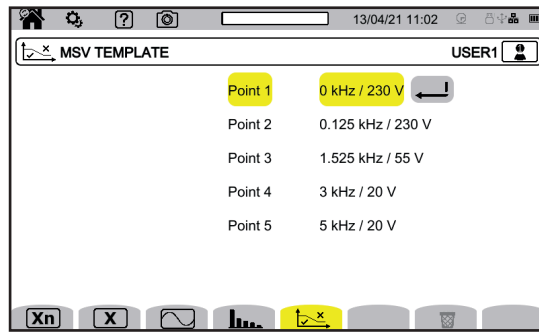 ? 13/04/21 11:02
MSV TEMPLATE USER1
Point 1 0 kHz / 230 V
Point 2 0.125 kHz / 230 V
Point 3 1.525 kHz / 55 V
Point 4 3 kHz / 20 V
Point 5 5 kHz / 20 V
Xn X